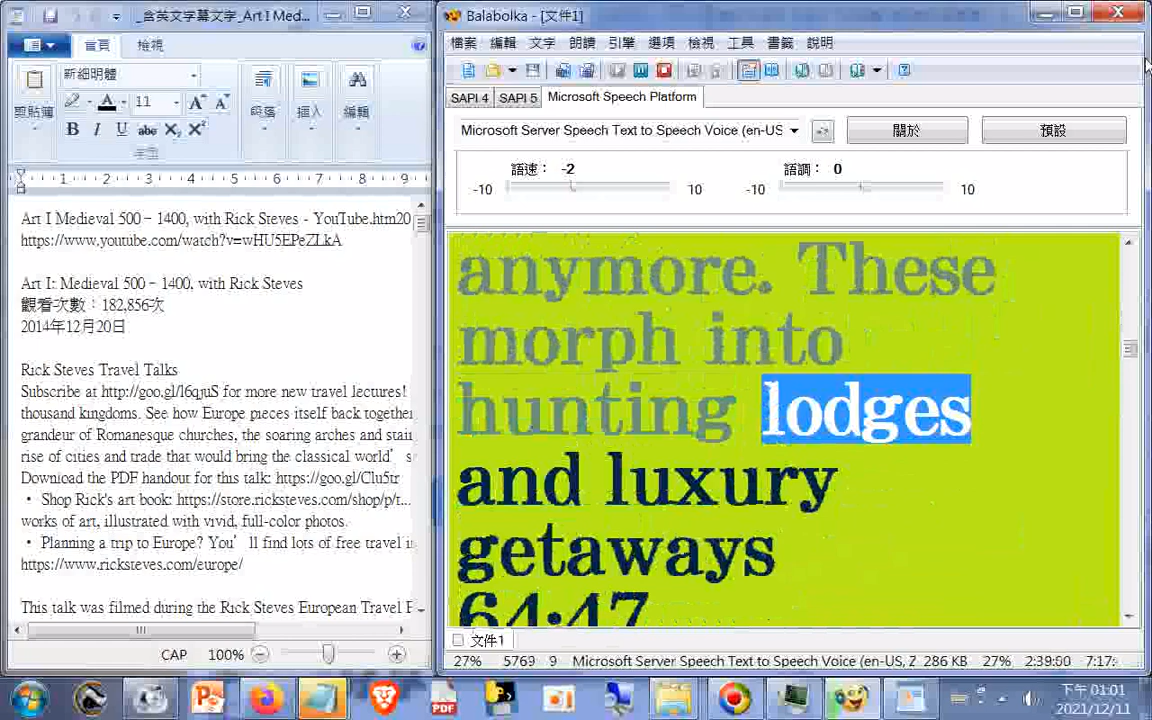 _含英文字幕文字_Art I Med...
首頁
檢視
新細明體
11
剪貼簿
字型
段落
插入
編輯
1 2 3 4 5 6 7 8 9
Art I Medieval 500–1400, with Rick Steves - YouTube.htm20
https://www.youtube.com/watch?v=wHU5EPeZLkA
Art I: Medieval 500–1400, with Rick Steves
觀看次數：182,856次
2014年12月20日
Rick Steves Travel Talks
Subscribe at http://goo.gl/l6qjuS for more new travel lectures!
thousand kingdoms. See how Europe pieces itself back together
grandeur of Romanesque churches, the soaring arches and stain
rise of cities and trade that would bring the classical world's
Download the PDF handout for this talk: https://goo.gl/Clu5tr
• Shop Rick's art book: https://store.ricksteves.com/shop/p/t...
works of art, illustrated with vivid, full-color photos.
• Planning a trip to Europe? You'll find lots of free travel i
https://www.ricksteves.com/europe/
This talk was filmed during the Rick Steves European Travel F
CAP 100%
Balabolka - [文件1]
檔案 編輯 文字 朗讀 引擎 選項 檢視 工具 書籤 說明
SAPI 4 SAPI 5 Microsoft Speech Platform
Microsoft Server Speech Text to Speech Voice (en-US
關於
預設
語速： -2
語調： 0
-10 10 -10 10
anymore. These
morph into
hunting lodges
and luxury
getaways
64:47
文件1
27% 5769 9 Microsoft Server Speech Text to Speech Voice (en-US, Z 286 KB 27% 2:39:60 7:17:
下午 01:01
2021/12/11